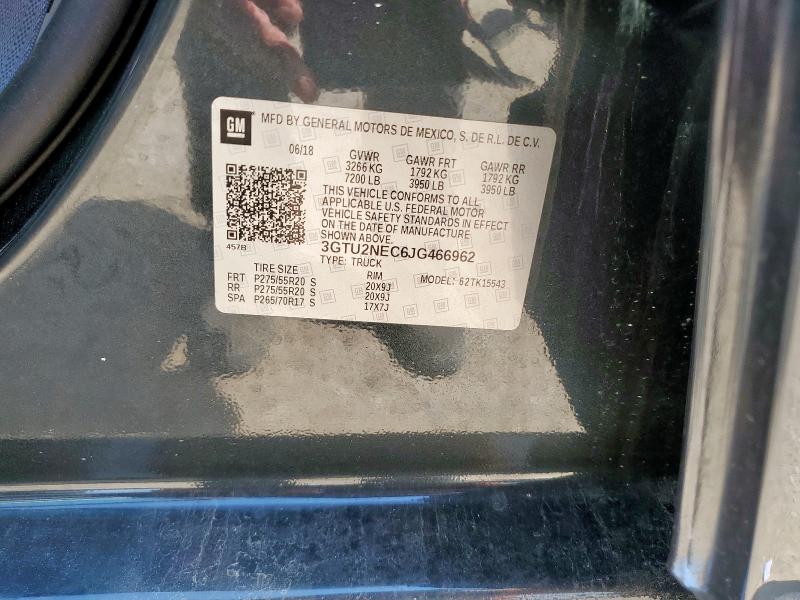 GM MFD BY GENERAL MOTORS DE MEXICO, S. DE R.L. DE C.V.
06/18 GVWR GAWR FRT GAWR RR
3266 KG 1792 KG 1792 KG
7200 LB 3950 LB 3950 LB
THIS VEHICLE CONFORMS TO ALL
APPLICABLE U.S. FEDERAL MOTOR
VEHICLE SAFETY STANDARDS IN EFFECT
ON THE DATE OF MANUFACTURE
SHOWN ABOVE.
457B 3GTU2NEC6JG466962
TYPE: TRUCK
TIRE SIZE RIM MODEL: 62TK15543
FRT P275/55R20 S 20X9J
RR P275/55R20 S 20X9J
SPA P265/70R17 S 17X7J